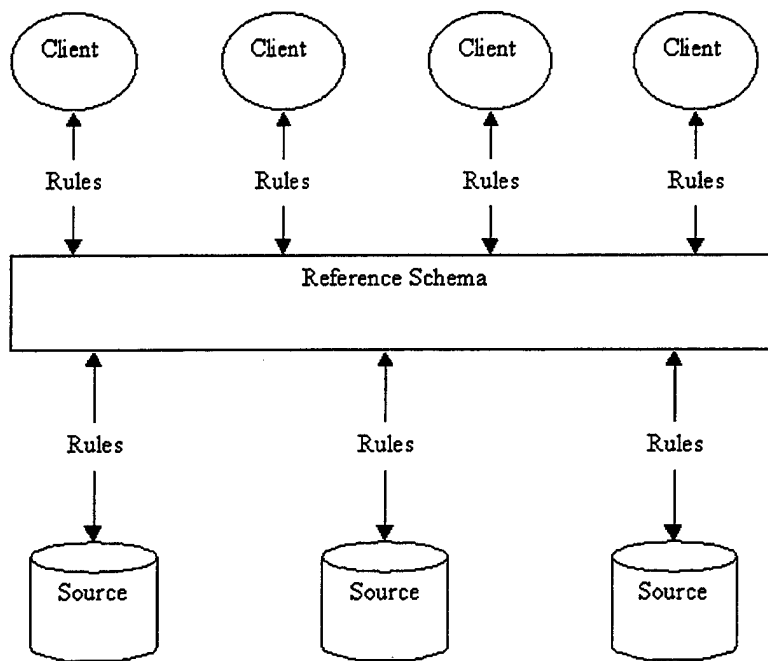 Client
Client
Client
Client
Rules
Rules
Rules
Rules
Reference Schema
Rules
Rules
Rules
Source
Source
Source